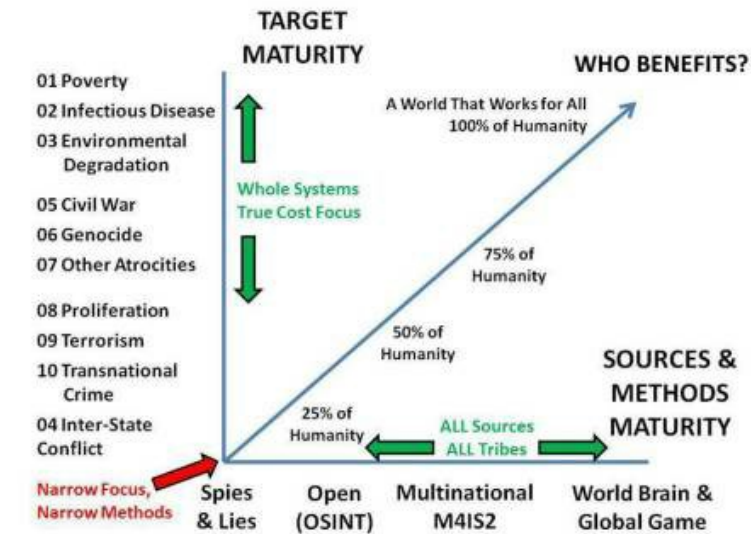 TARGET
MATURITY
WHO BENEFITS?
01 Poverty
02 Infectious Disease
03 Environmental
Degradation
05 Civil War
06 Genocide
07 Other Atrocities
08 Proliferation
09 Terrorism
10 Transnational
Crime
04 Inter-State
Conflict
Whole Systems
True Cost Focus
A World That Works for All
100% of Humanity
75% of
Humanity
50% of
Humanity
25% of
Humanity
ALL Sources
ALL Tribes
SOURCES &
METHODS
MATURITY
Narrow Focus,
Narrow Methods
Spies
& Lies
Open
(OSINT)
Multinational
M4IS2
World Brain &
Global Game